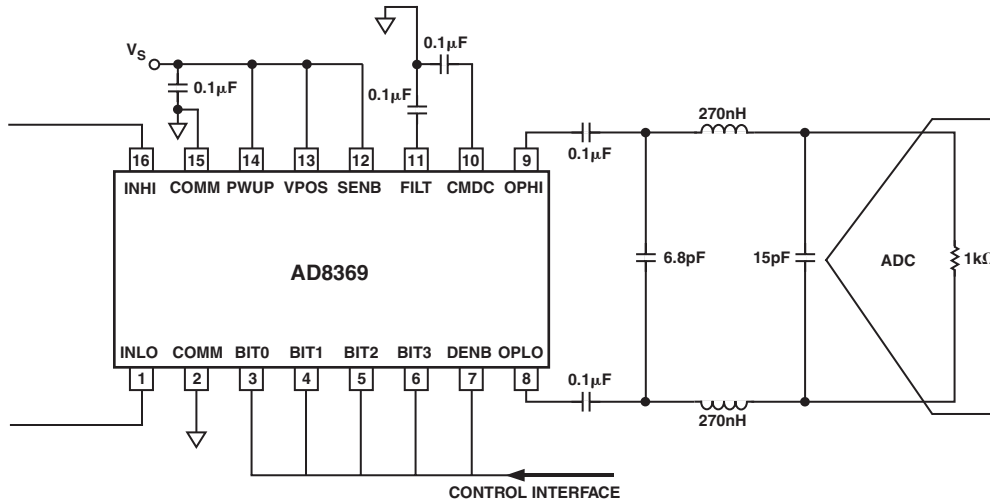 V_S
0.1μF
0.1μF
0.1μF
270nH
0.1μF
16 15 14 13 12 11 10 9
INHI COMM PWUP VPOS SENB FILT CMDC OPHI
AD8369
6.8pF
15pF
ADC
1kΩ
INLO COMM BIT0 BIT1 BIT2 BIT3 DENB OPLO
1 2 3 4 5 6 7 8
0.1μF
270nH
CONTROL INTERFACE